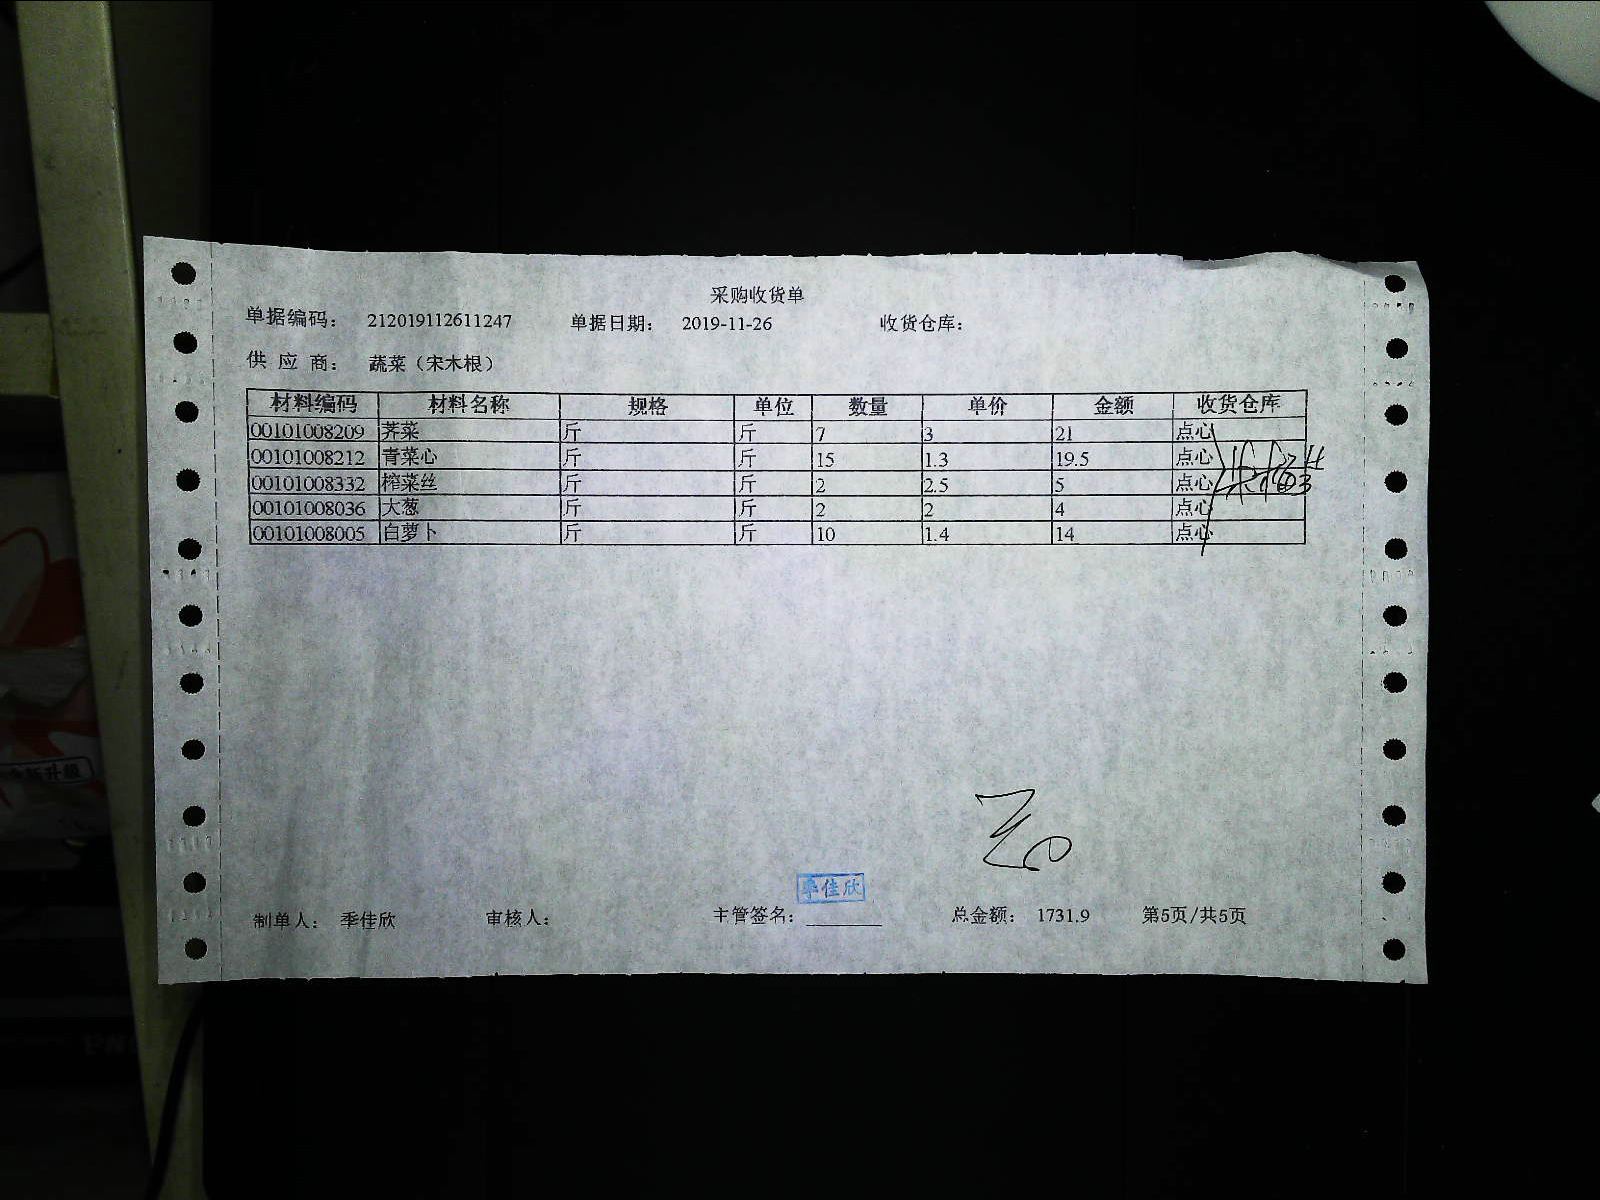 采购收货单
单据编码： 212019112611247 单据日期： 2019-11-26 收货仓库：
供 应 商： 蔬菜（宋木根）
材料编码 材料名称 规格 单位 数量 单价 金额 收货仓库
00101008209 荠菜 斤 斤 7 3 21 点心
00101008212 青菜心 斤 斤 15 1.3 19.5 点心
00101008332 榨菜丝 斤 斤 2 2.5 5 点心
00101008036 大葱 斤 斤 2 2 4 点心
00101008005 白萝卜 斤 斤 10 1.4 14 点心
季佳欣
制单人： 季佳欣 审核人： 主管签名： 总金额： 1731.9 第5页/共5页
新升级